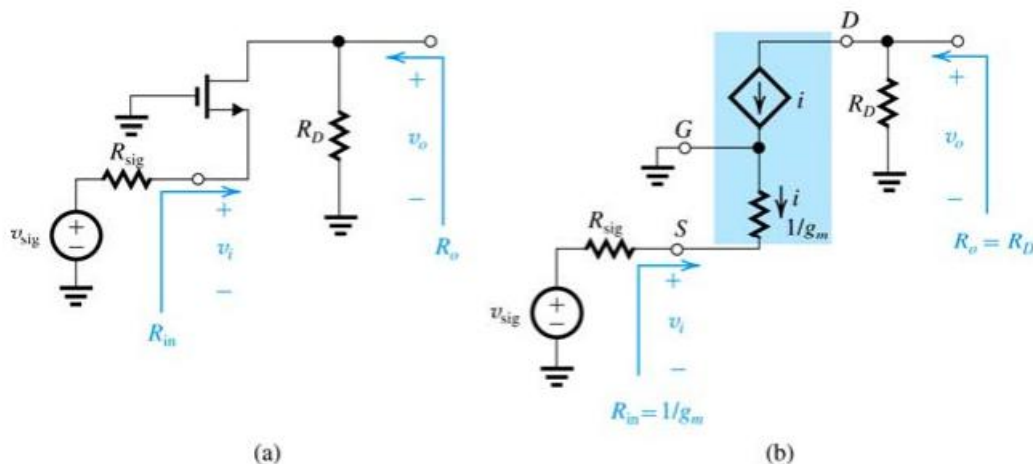 R_sig
v_sig
+
−
+
v_i
−
R_in
R_D
+
v_o
−
R_o
(a)
D
i
G
R_D
+
v_o
−
i
1/g_m
R_sig
S
R_o = R_D
v_sig
+
−
+
v_i
−
R_in = 1/g_m
(b)